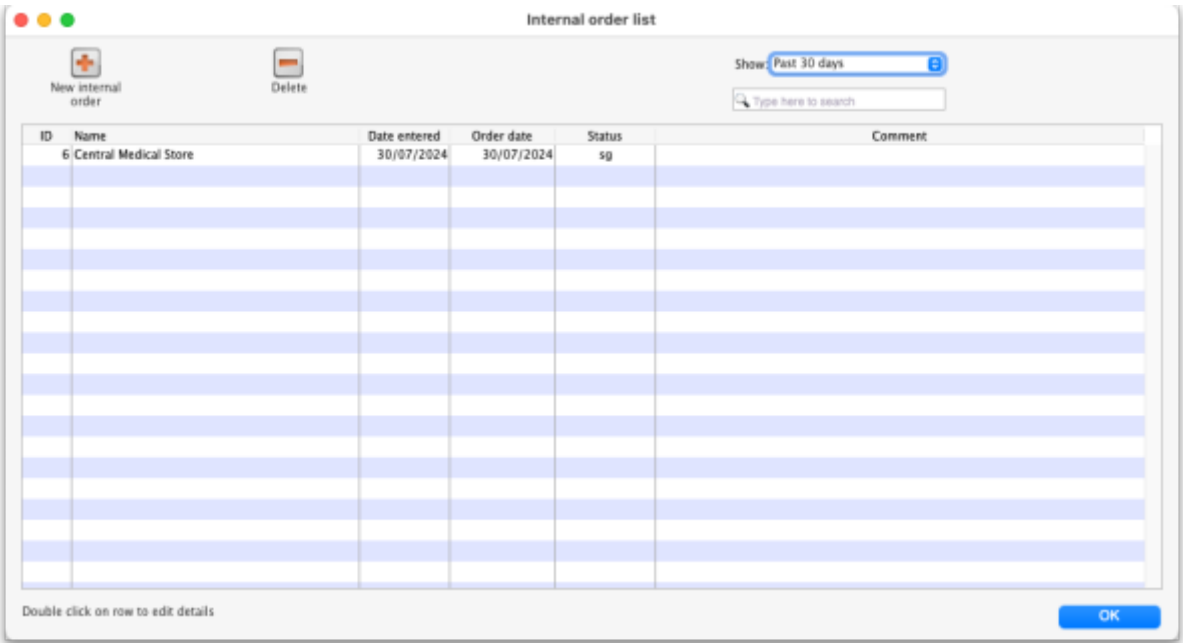 Internal order list
New internal
order
Delete
Show: Past 30 days
Type here to search
ID Name Date entered Order date Status Comment
6 Central Medical Store 30/07/2024 30/07/2024 sg
Double click on row to edit details
OK